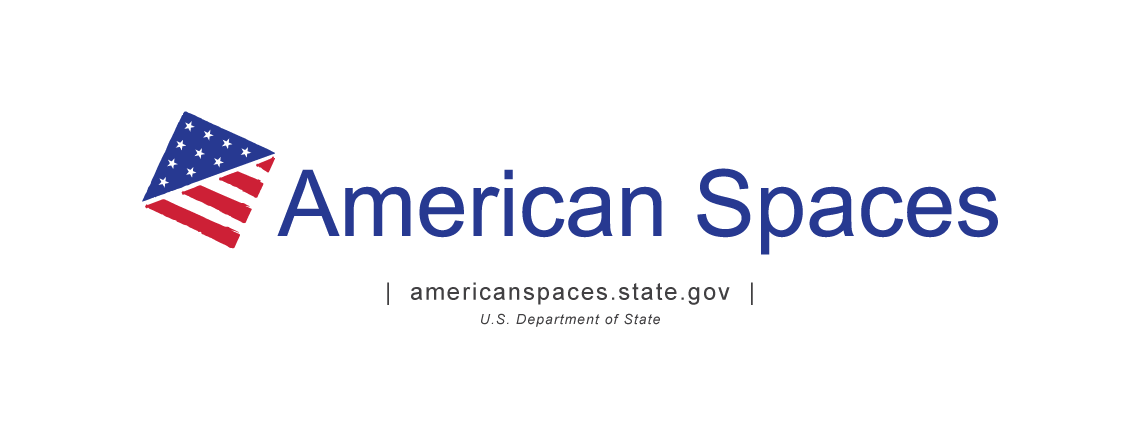 American Spaces
| americanspaces.state.gov |
U.S. Department of State